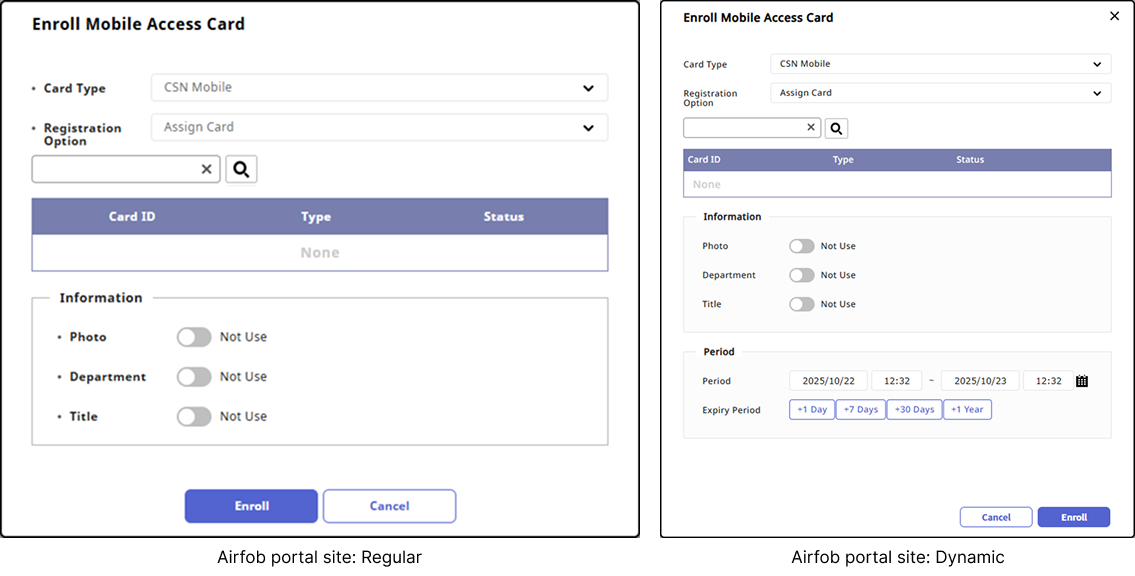 Enroll Mobile Access Card
Card Type CSN Mobile
Registration Option Assign Card
Card ID Type Status
None
Information
Photo Not Use
Department Not Use
Title Not Use
Enroll Cancel
Airfob portal site: Regular
Enroll Mobile Access Card
Card Type CSN Mobile
Registration Option Assign Card
Card ID Type Status
None
Information
Photo Not Use
Department Not Use
Title Not Use
Period
Period 2025/10/22 12:32 ~ 2025/10/23 12:32
Expiry Period +1 Day +7 Days +30 Days +1 Year
Cancel Enroll
Airfob portal site: Dynamic